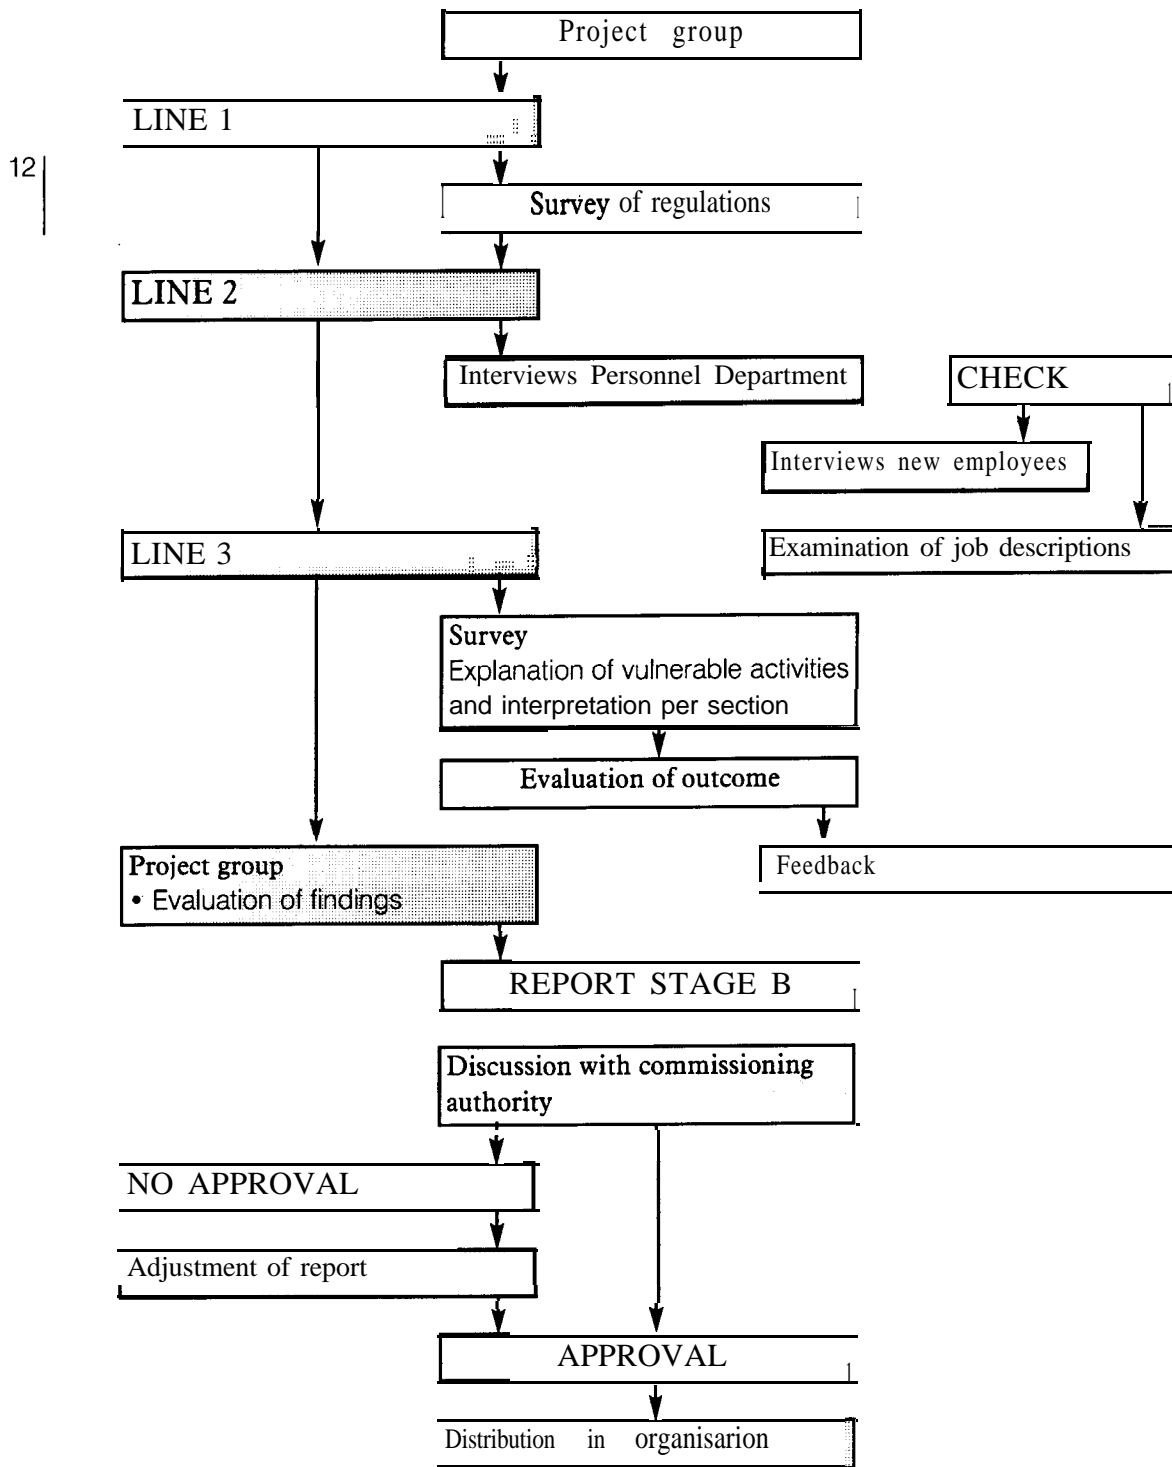 Project group
LINE 1
12
Survey of regulations
LINE 2
Interviews Personnel Department
CHECK
Interviews new employees
LINE 3
Examination of job descriptions
Survey
Explanation of vulnerable activities
and interpretation per section
Evaluation of outcome
Project group
• Evaluation of findings
Feedback
REPORT STAGE B
Discussion with commissioning
authority
NO APPROVAL
Adjustment of report
APPROVAL
Distribution in organisarion